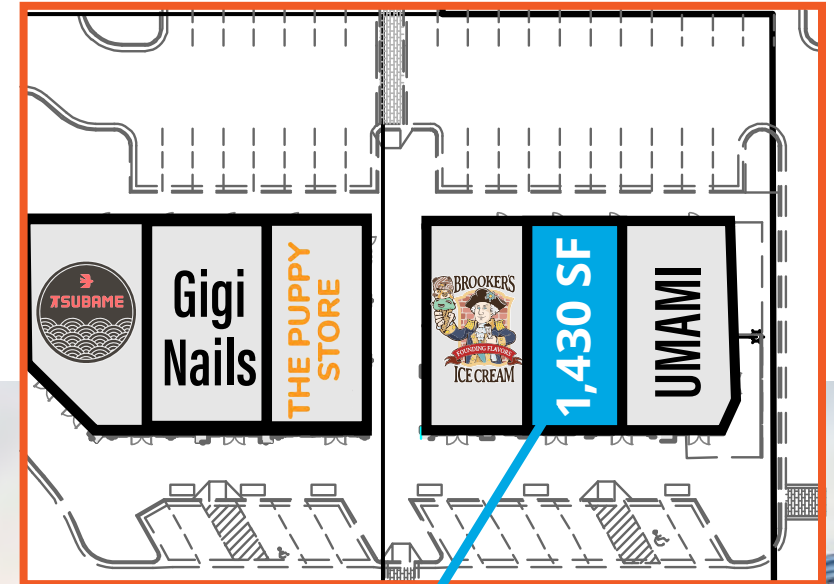 TSUBAME
Gigi
Nails
THE PUPPY
STORE
BROOKER'S
FOUNDING FLAVORS
ICE CREAM
1,430 SF
UMAMI